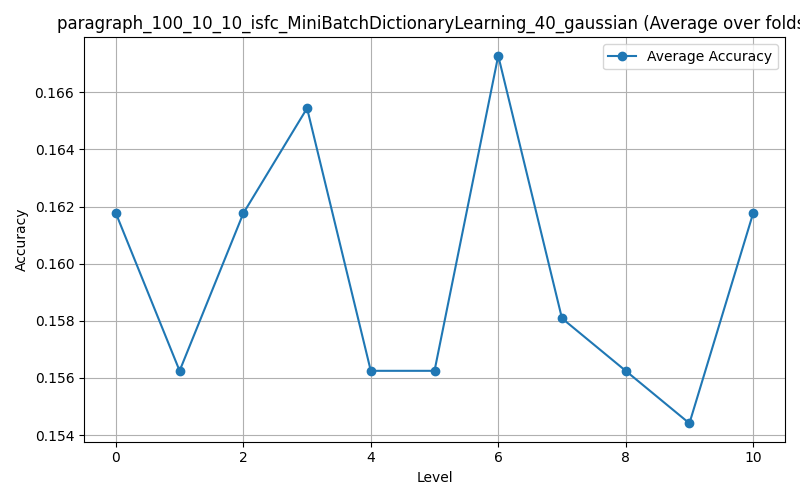 paragraph_100_10_10_isfc_MiniBatchDictionaryLearning_40_gaussian (Average over folds
Average Accuracy
0.166
0.164
0.162
0.160
0.158
0.156
0.154
Accuracy
0 2 4 6 8 10
Level